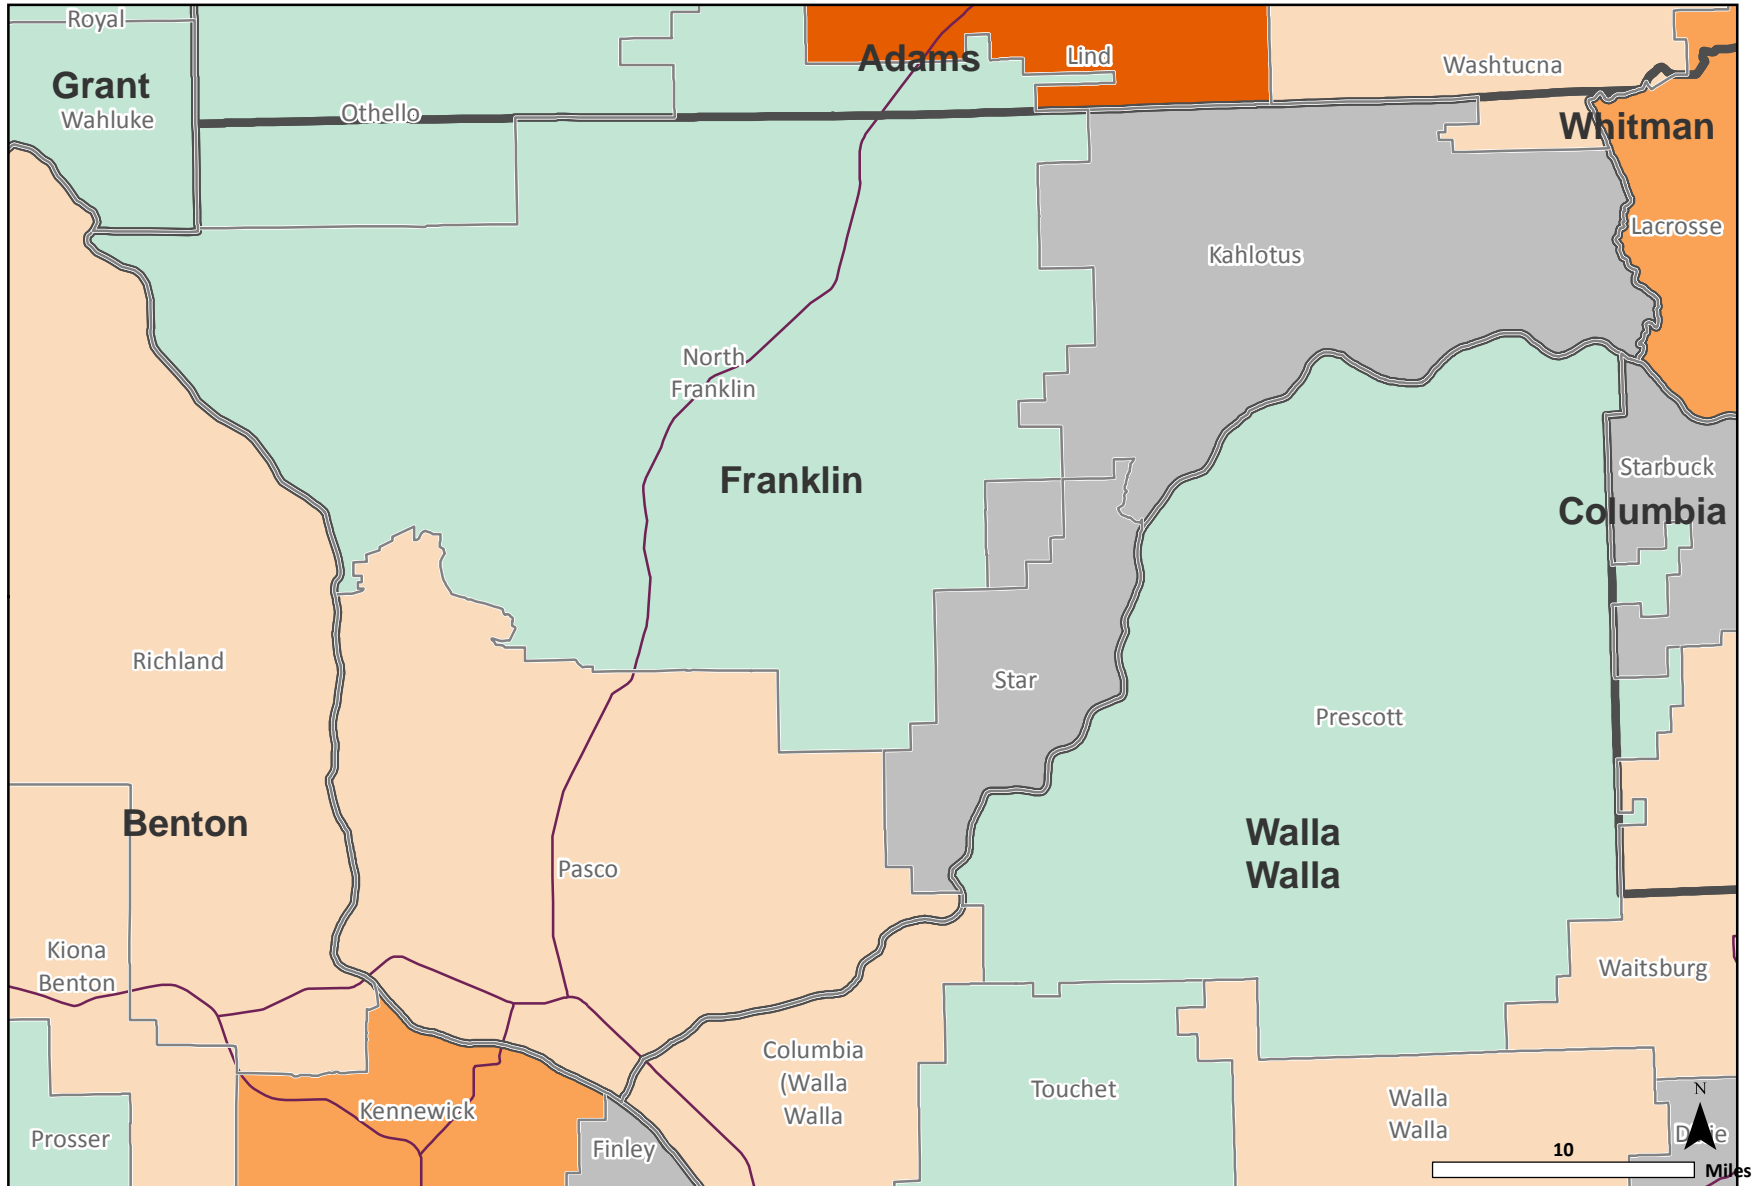 Royal
Adams
Lind
Washtucna
Grant
Wahluke
Othello
Whitman
Lacrosse
Kahlotus
North
Franklin
Franklin
Starbuck
Columbia
Richland
Star
Prescott
Benton
Walla
Walla
Pasco
Kiona
Benton
Waitsburg
Columbia
(Walla
Walla
Touchet
Kennewick
Walla
Walla
Prosser
Finley
N
10
Miles